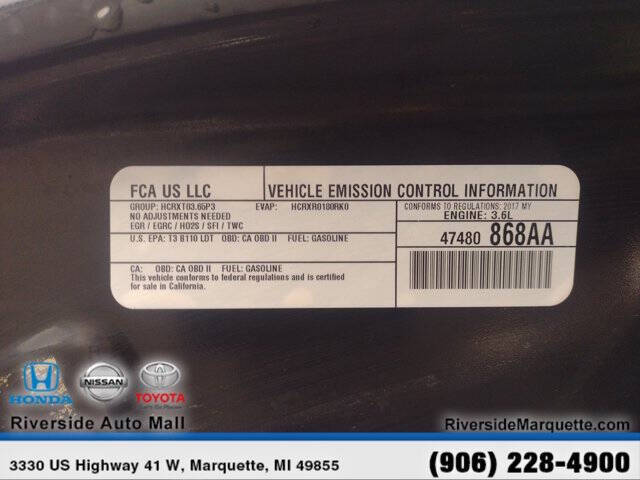 FCA US LLC
VEHICLE EMISSION CONTROL INFORMATION
GROUP: HCRXT03.65P3 EVAP: HCRXR0180RK0
NO ADJUSTMENTS NEEDED
EGR / EGRC / HO2S / SFI / TWC
CONFORMS TO REGULATIONS: 2017 MY
ENGINE: 3.6L
U.S. EPA: T3 B110 LDT OBD: CA OBD II FUEL: GASOLINE
47480 868AA
CA: OBD: CA OBD II FUEL: GASOLINE
This vehicle conforms to federal regulations and is certified
for sale in California.
HONDA
NISSAN
TOYOTA
Let's Go Places
Riverside Auto Mall
RiversideMarquette.com
3330 US Highway 41 W, Marquette, MI 49855
(906) 228-4900